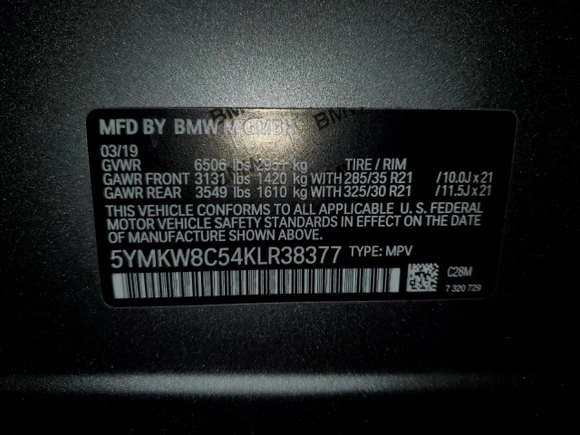 MFD BY BMW M GMBH
03/19
GVWR 6506 lbs 2951 kg TIRE / RIM
GAWR FRONT 3131 lbs 1420 kg WITH 285/35 R21 /10.0J x 21
GAWR REAR 3549 lbs 1610 kg WITH 325/30 R21 /11.5J x 21
THIS VEHICLE CONFORMS TO ALL APPLICABLE U. S. FEDERAL
MOTOR VEHICLE SAFETY STANDARDS IN EFFECT ON THE DATE
OF MANUFACTURE SHOWN ABOVE.
5YMKW8C54KLR38377 TYPE: MPV
C28M
7 320 729